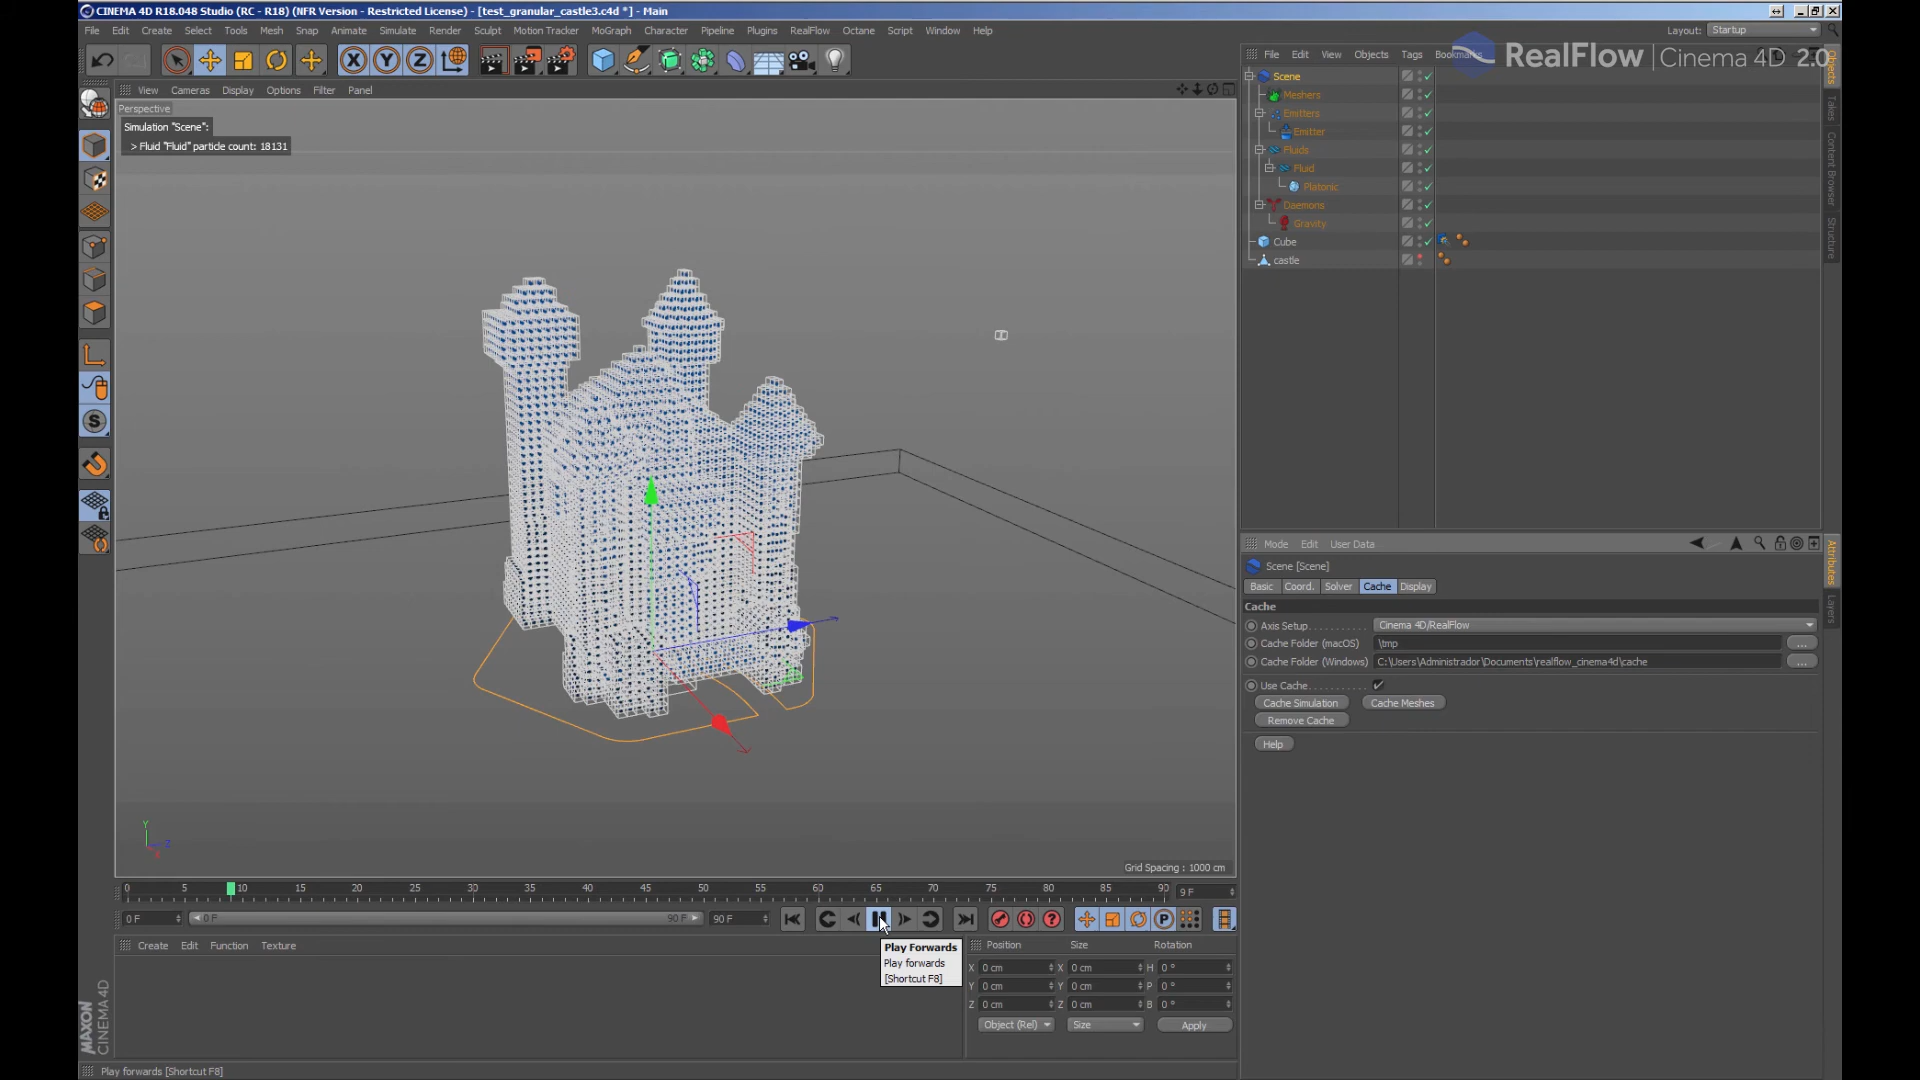 CINEMA 4D R18.048 Studio (RC - R18) (NFR Version - Restricted License) - [test_granular_castle3.c4d *] - Main
File Edit Create Select Tools Mesh Snap Animate Simulate Render Sculpt Motion Tracker MoGraph Character Pipeline Plugins RealFlow Octane Script Window Help
Layout: Startup
RealFlow | Cinema 4D 2.0
File Edit View Objects Tags Bookmarks
View Cameras Display Options Filter Panel
Perspective
Simulation "Scene":
> Fluid "Fluid" particle count: 18131
Scene
Meshers
Emitters
Emitter
Fluids
Fluid
Platonic
Daemons
Gravity
Cube
castle
Objects
Takes
Content Browser
Structure
Mode Edit User Data
Scene [Scene]
Basic Coord. Solver Cache Display
Cache
Axis Setup Cinema 4D/RealFlow
Cache Folder (macOS) \tmp ...
Cache Folder (Windows) C:\Users\Administrador\Documents\realflow_cinema4d\cache ...
Use Cache
Cache Simulation Cache Meshes
Remove Cache
Help
Attributes
Layers
Y
Z
X
Grid Spacing : 1000 cm
0 5 10 15 20 25 30 35 40 45 50 55 60 65 70 75 80 85 90 9 F
0 F 0 F 90 F 90 F
Create Edit Function Texture
Play Forwards
Play forwards
[Shortcut F8]
Position Size Rotation
X 0 cm X 0 cm H 0 °
Y 0 cm Y 0 cm P 0 °
Z 0 cm Z 0 cm B 0 °
Object (Rel) Size Apply
MAXON
CINEMA 4D
Play forwards [Shortcut F8]